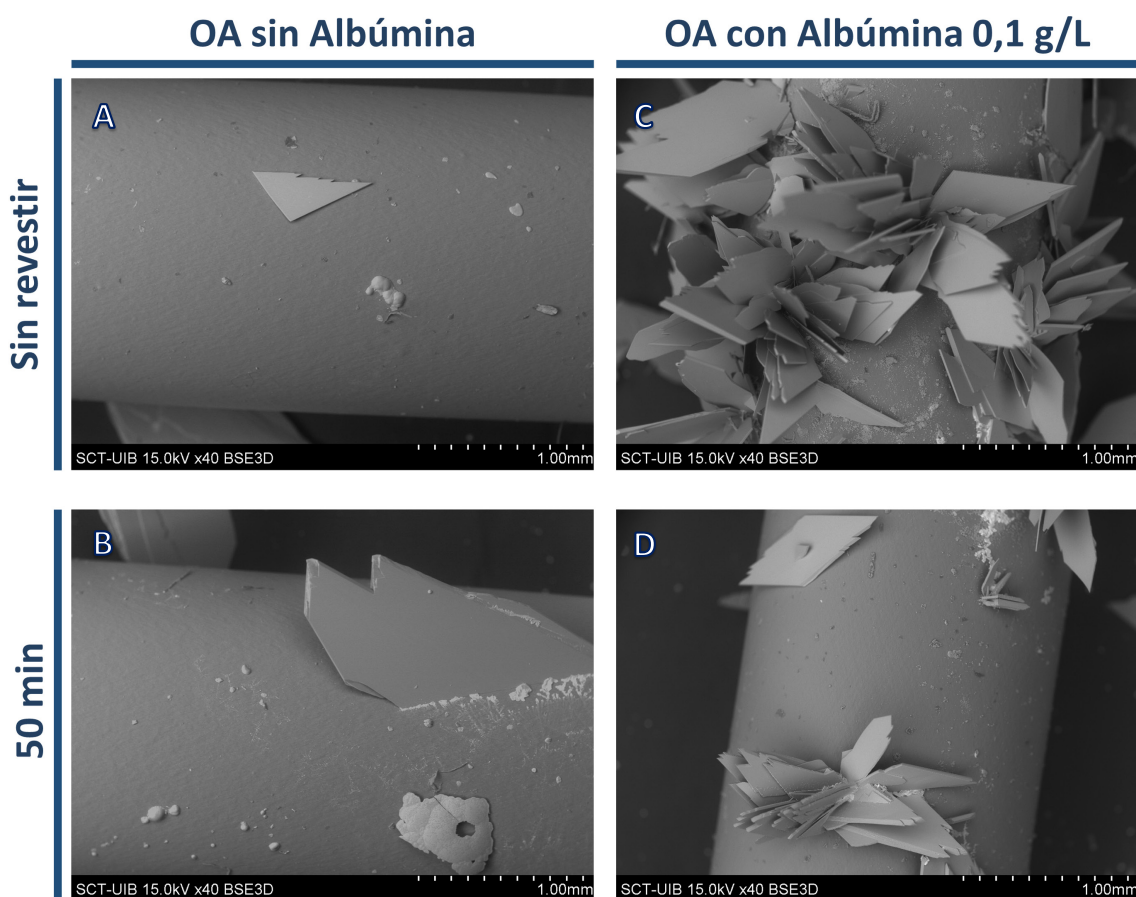 OA sin Albúmina
OA con Albúmina 0,1 g/L
Sin revestir
A
SCT-UIB 15.0kV x40 BSE3D
1.00mm
C
SCT-UIB 15.0kV x40 BSE3D
1.00mm
50 min
B
SCT-UIB 15.0kV x40 BSE3D
1.00mm
D
SCT-UIB 15.0kV x40 BSE3D
1.00mm